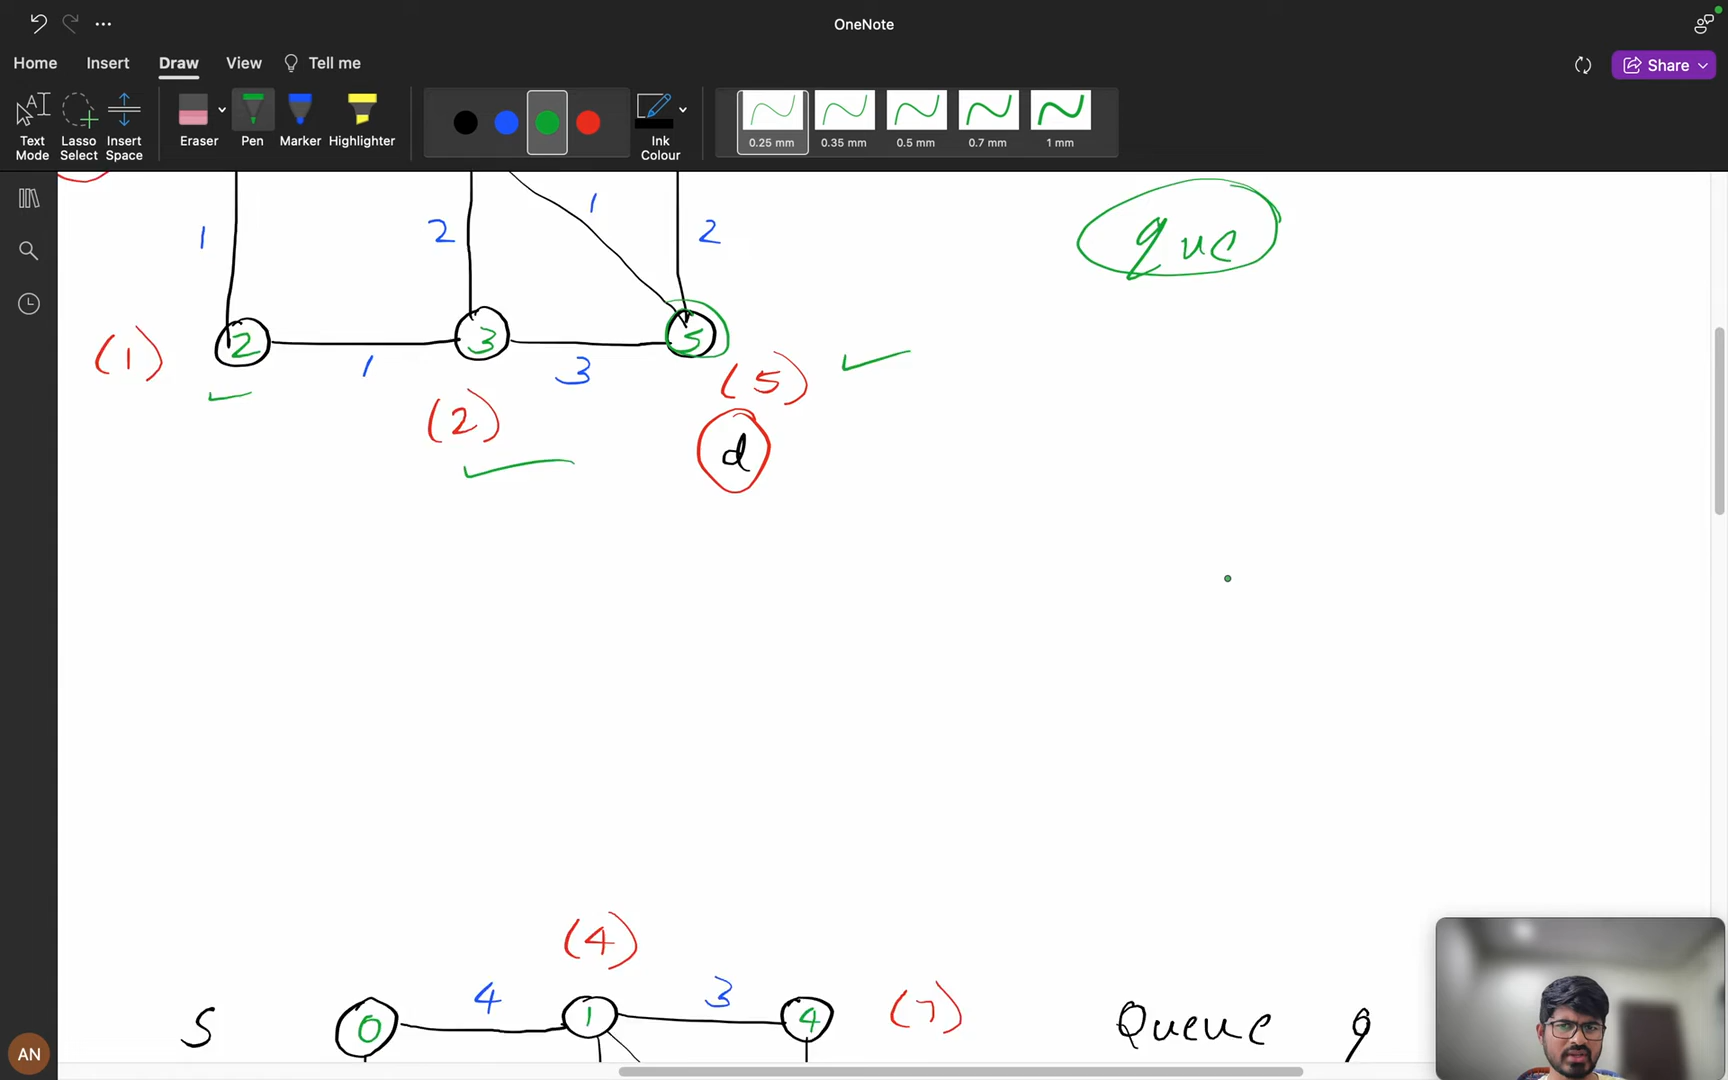 OneNote
Home Insert Draw View Tell me
Share
Text Mode
Lasso Select
Insert Space
Eraser
Pen
Marker
Highlighter
Ink Colour
0.25 mm
0.35 mm
0.5 mm
0.7 mm
1 mm
1 2 1 2
que
(1) 2 3 5
1 3
(5)
(2)
d
(4)
4 3
S 0 1 4 (7) Queue q
AN